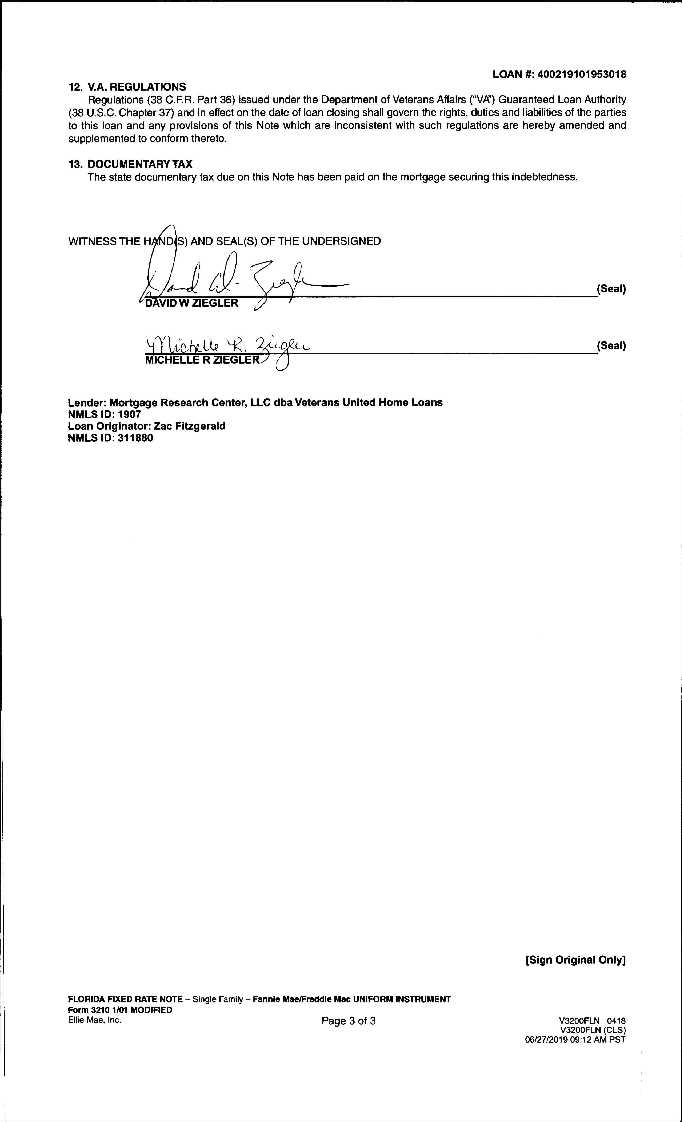 LOAN #: 400219101953018
12. V.A. REGULATIONS
Regulations (38 C.F.R. Part 36) issued under the Department of Veterans Affairs ("VA") Guaranteed Loan Authority
(38 U.S.C. Chapter 37) and in effect on the date of loan closing shall govern the rights, duties and liabilities of the parties
to this loan and any provisions of this Note which are inconsistent with such regulations are hereby amended and
supplemented to conform thereto.
13. DOCUMENTARY TAX
The state documentary tax due on this Note has been paid on the mortgage securing this indebtedness.
WITNESS THE HAND(S) AND SEAL(S) OF THE UNDERSIGNED
David W. Ziegler
(Seal)
DAVID W ZIEGLER
Michelle R. Ziegler
(Seal)
MICHELLE R ZIEGLER
Lender: Mortgage Research Center, LLC dba Veterans United Home Loans
NMLS ID: 1907
Loan Originator: Zac Fitzgerald
NMLS ID: 311880
[Sign Original Only]
FLORIDA FIXED RATE NOTE – Single Family – Fannie Mae/Freddie Mac UNIFORM INSTRUMENT
Form 3210 1/01 MODIFIED
Ellie Mae, Inc.
Page 3 of 3
V3200FLN 0418
V3200FLN (CLS)
06/27/2019 09:12 AM PST